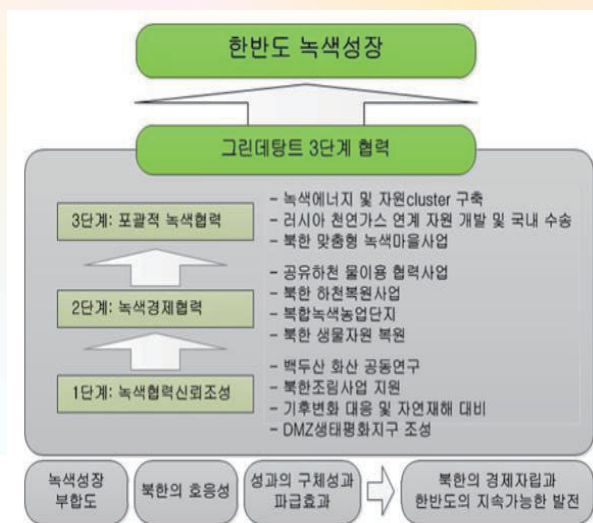 한반도 녹색성장
그린데탕트 3단계 협력
3단계: 포괄적 녹색협력
- 녹색에너지 및 자원cluster 구축
- 러시아 천연가스 연계 자원 개발 및 국내 수송
- 북한 맞춤형 녹색마을사업
2단계: 녹색경제협력
- 공유하천 물이용 협력사업
- 북한 하천복원사업
- 복합녹색농업단지
- 북한 생물자원 복원
1단계: 녹색협력신뢰조성
- 백두산 화산 공동연구
- 북한조림사업 지원
- 기후변화 대응 및 자연재해 대비
- DMZ생태평화지구 조성
녹색성장
부합도
북한의 호응성
성과의 구체성과
파급효과
북한의 경제자립과
한반도의 지속가능한 발전